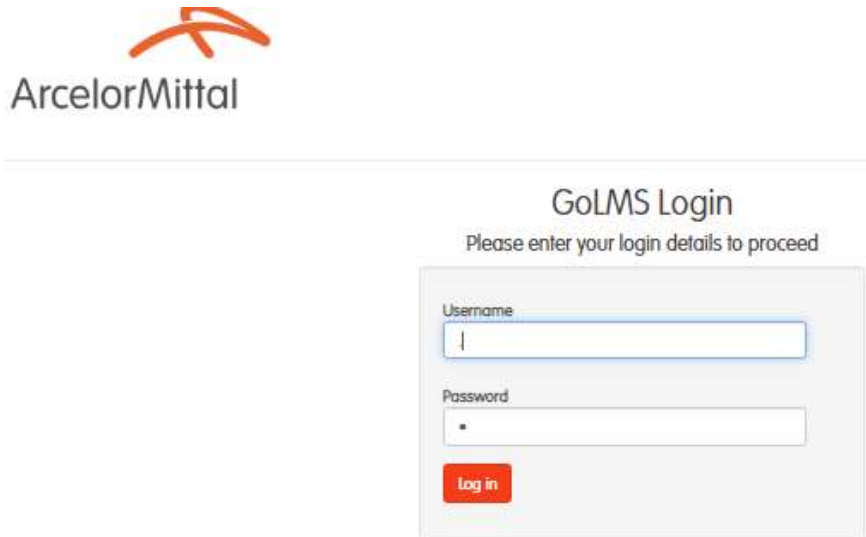 ArcelorMittal
GoLMS Login
Please enter your login details to proceed
Username
Password
Log in